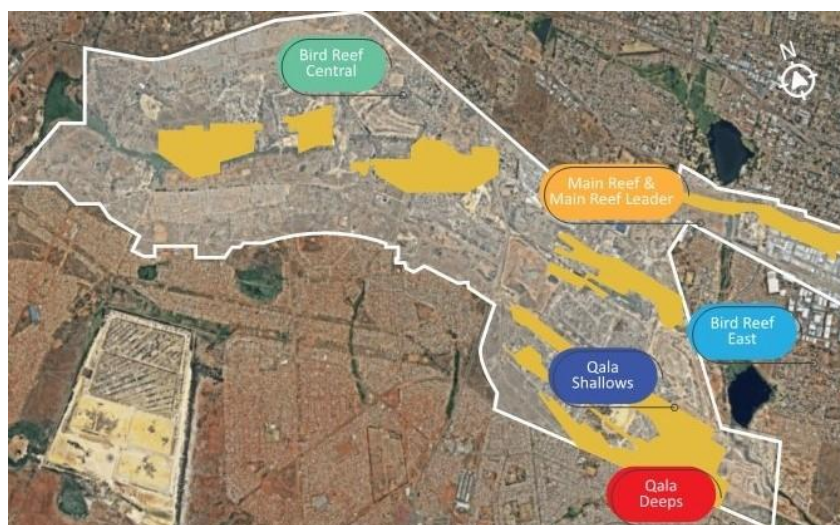 Bird Reef
Central
N
Main Reef &
Main Reef Leader
Bird Reef
East
Qala
Shallows
Qala
Deeps